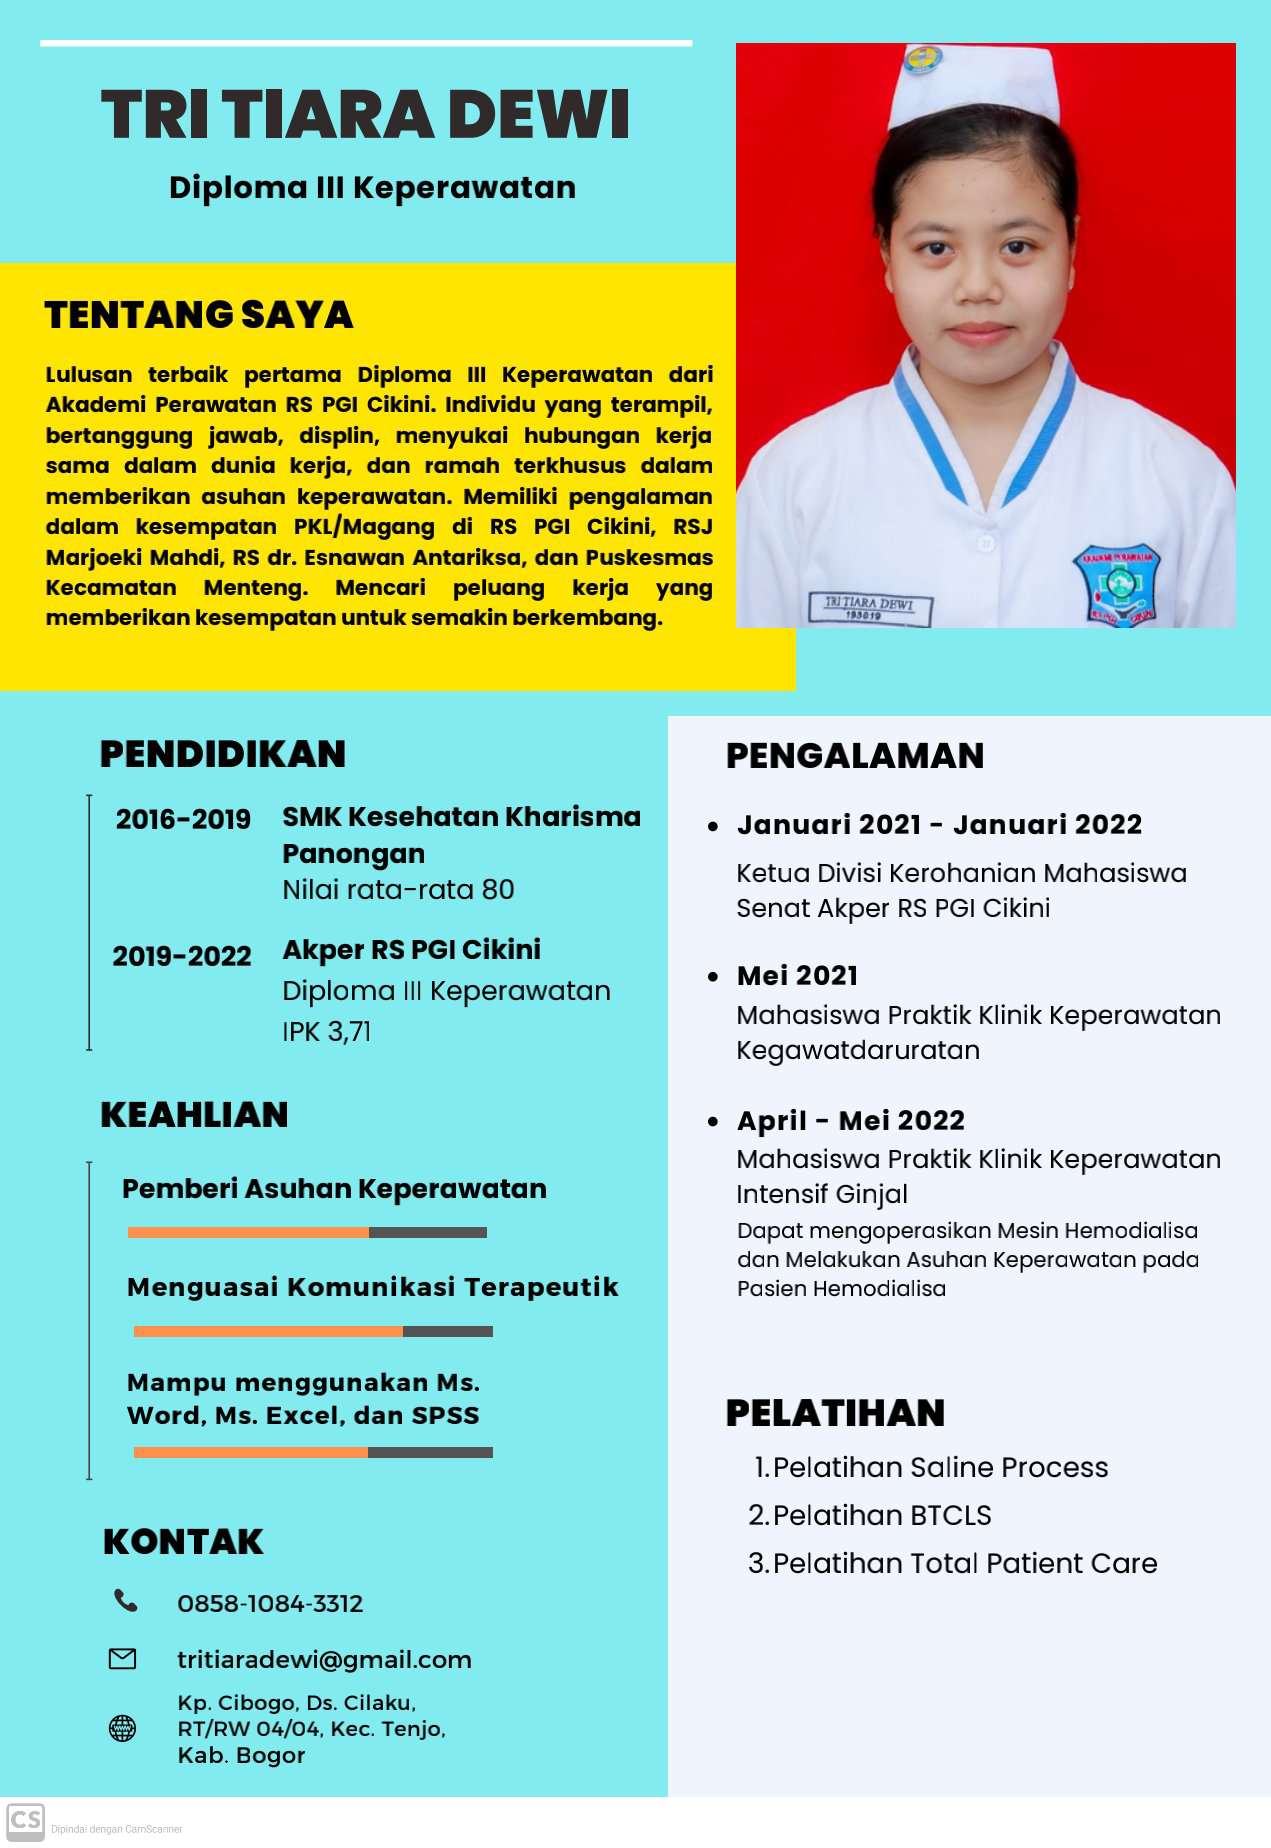 TRI TIARA DEWI
Diploma III Keperawatan
TENTANG SAYA
Lulusan terbaik pertama Diploma III Keperawatan dari
Akademi Perawatan RS PGI Cikini. Individu yang terampil,
bertanggung jawab, displin, menyukai hubungan kerja
sama dalam dunia kerja, dan ramah terkhusus dalam
memberikan asuhan keperawatan. Memiliki pengalaman
dalam kesempatan PKL/Magang di RS PGI Cikini, RSJ
Marjoeki Mahdi, RS dr. Esnawan Antariksa, dan Puskesmas
Kecamatan Menteng. Mencari peluang kerja yang
memberikan kesempatan untuk semakin berkembang.
AKADEMI PERAWATAN
TRI TIARA DEWI
193019
PENDIDIKAN
2016-2019
SMK Kesehatan Kharisma
Panongan
Nilai rata-rata 80
2019-2022
Akper RS PGI Cikini
Diploma III Keperawatan
IPK 3,71
KEAHLIAN
Pemberi Asuhan Keperawatan
Menguasai Komunikasi Terapeutik
Mampu menggunakan Ms.
Word, Ms. Excel, dan SPSS
KONTAK
0858-1084-3312
tritiaradewi@gmail.com
Kp. Cibogo, Ds. Cilaku,
RT/RW 04/04, Kec. Tenjo,
Kab. Bogor
PENGALAMAN
• Januari 2021 - Januari 2022
Ketua Divisi Kerohanian Mahasiswa
Senat Akper RS PGI Cikini
• Mei 2021
Mahasiswa Praktik Klinik Keperawatan
Kegawatdaruratan
• April - Mei 2022
Mahasiswa Praktik Klinik Keperawatan
Intensif Ginjal
Dapat mengoperasikan Mesin Hemodialisa
dan Melakukan Asuhan Keperawatan pada
Pasien Hemodialisa
PELATIHAN
1. Pelatihan Saline Process
2. Pelatihan BTCLS
3. Pelatihan Total Patient Care
CS Dipindai dengan CamScanner